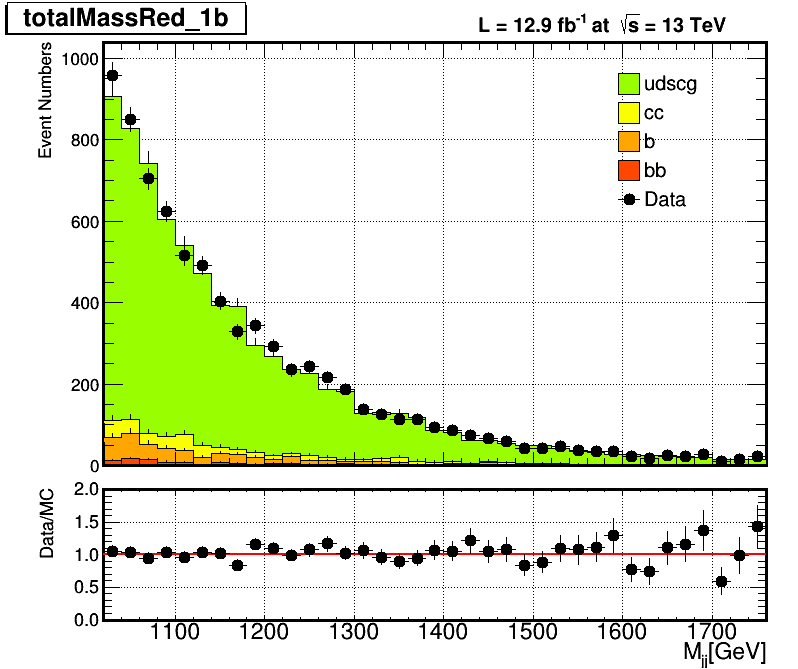 totalMassRed_1b
L = 12.9 fb⁻¹ at √s = 13 TeV
Event Numbers
1000
800
600
400
200
0
udscg
cc
b
bb
Data
Data/MC
2.0
1.5
1.0
0.5
0.0
1100 1200 1300 1400 1500 1600 1700
M_jj[GeV]